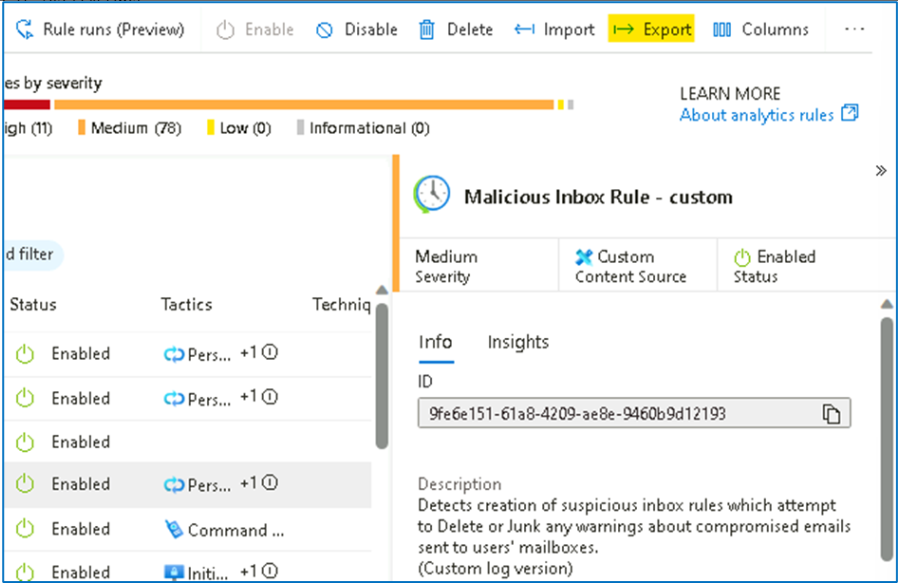 Rule runs (Preview) Enable Disable Delete Import Export Columns ...
es by severity
igh (11) Medium (78) Low (0) Informational (0)
LEARN MORE
About analytics rules
Malicious Inbox Rule - custom
Medium
Severity
Custom
Content Source
Enabled
Status
d filter
Status Tactics Techniq
Enabled Pers... +1
Enabled Pers... +1
Enabled
Enabled Pers... +1
Enabled Command ...
Enabled Initi... +1
Info Insights
ID
9fe6e151-61a8-4209-ae8e-9460b9d12193
Description
Detects creation of suspicious inbox rules which attempt
to Delete or Junk any warnings about compromised emails
sent to users' mailboxes.
(Custom log version)